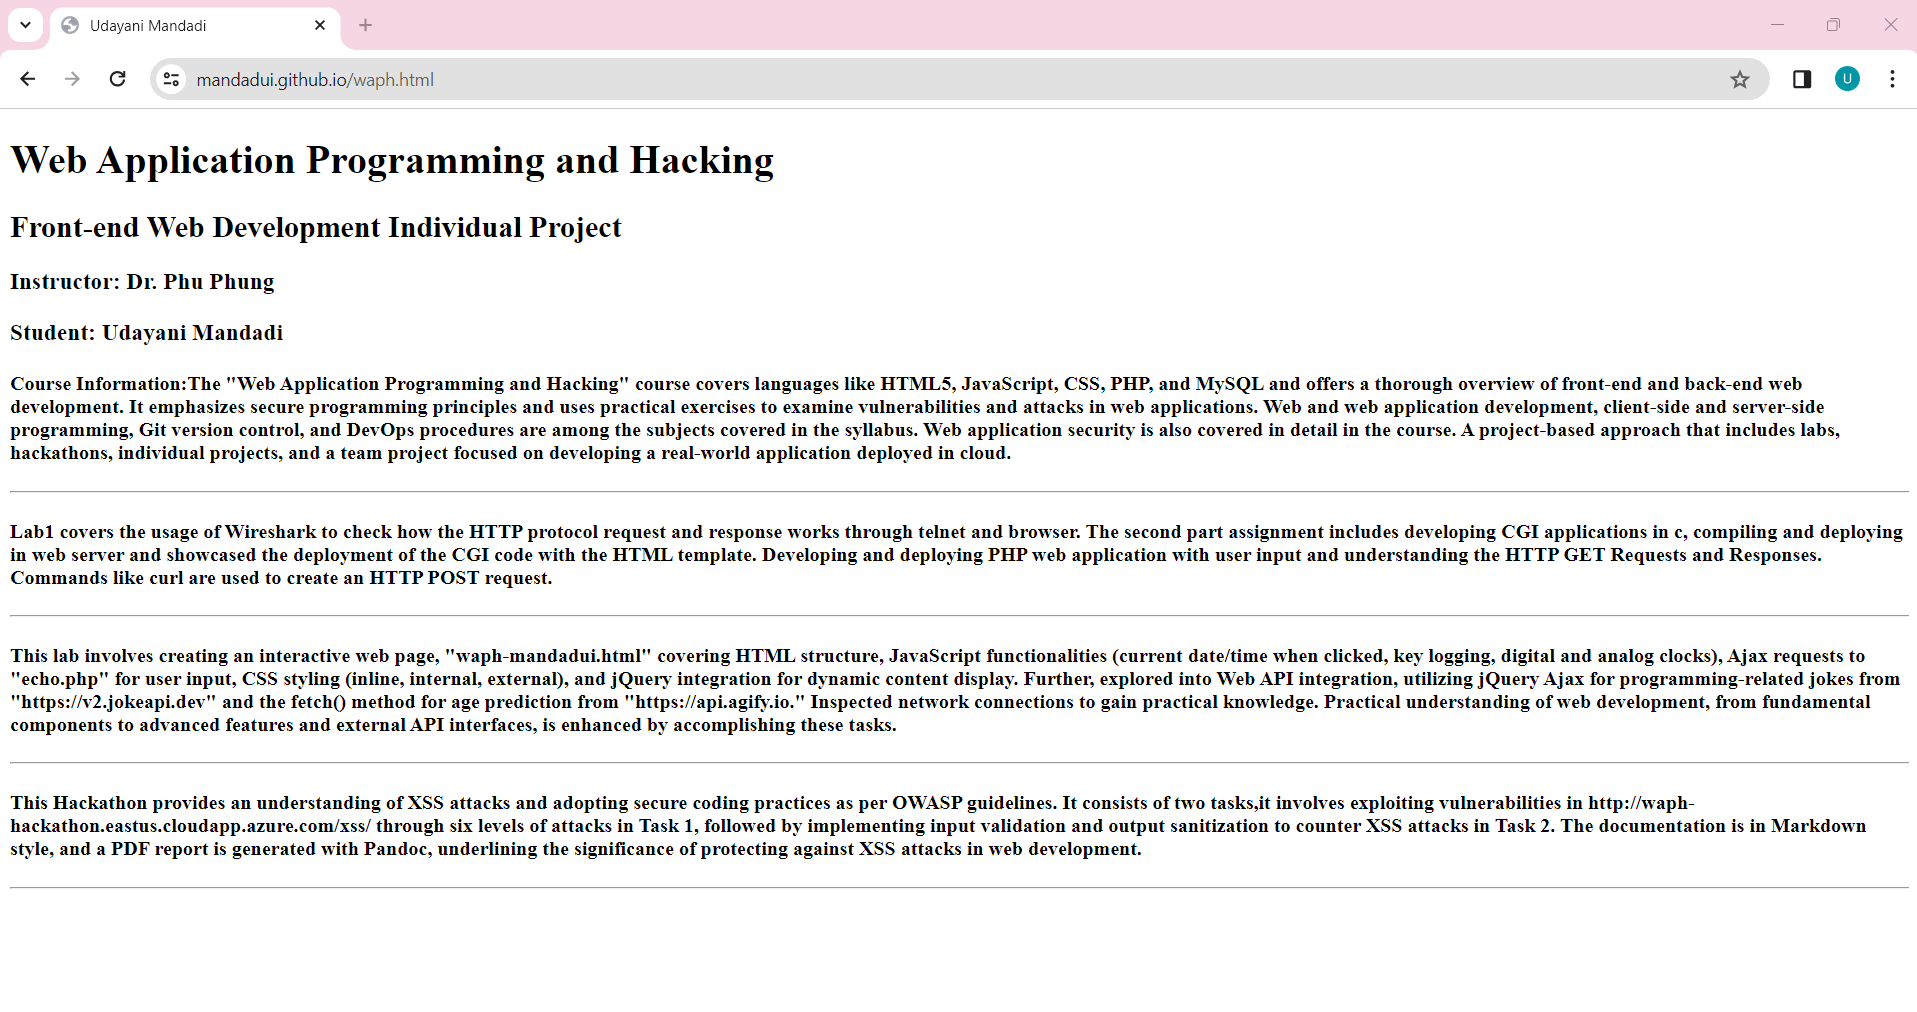 Udayani Mandadi
mandadui.github.io/waph.html
U
Web Application Programming and Hacking
Front-end Web Development Individual Project
Instructor: Dr. Phu Phung
Student: Udayani Mandadi
Course Information:The "Web Application Programming and Hacking" course covers languages like HTML5, JavaScript, CSS, PHP, and MySQL and offers a thorough overview of front-end and back-end web
development. It emphasizes secure programming principles and uses practical exercises to examine vulnerabilities and attacks in web applications. Web and web application development, client-side and server-side
programming, Git version control, and DevOps procedures are among the subjects covered in the syllabus. Web application security is also covered in detail in the course. A project-based approach that includes labs,
hackathons, individual projects, and a team project focused on developing a real-world application deployed in cloud.
Lab1 covers the usage of Wireshark to check how the HTTP protocol request and response works through telnet and browser. The second part assignment includes developing CGI applications in c, compiling and deploying
in web server and showcased the deployment of the CGI code with the HTML template. Developing and deploying PHP web application with user input and understanding the HTTP GET Requests and Responses.
Commands like curl are used to create an HTTP POST request.
This lab involves creating an interactive web page, "waph-mandadui.html" covering HTML structure, JavaScript functionalities (current date/time when clicked, key logging, digital and analog clocks), Ajax requests to
"echo.php" for user input, CSS styling (inline, internal, external), and jQuery integration for dynamic content display. Further, explored into Web API integration, utilizing jQuery Ajax for programming-related jokes from
"https://v2.jokeapi.dev" and the fetch() method for age prediction from "https://api.agify.io." Inspected network connections to gain practical knowledge. Practical understanding of web development, from fundamental
components to advanced features and external API interfaces, is enhanced by accomplishing these tasks.
This Hackathon provides an understanding of XSS attacks and adopting secure coding practices as per OWASP guidelines. It consists of two tasks,it involves exploiting vulnerabilities in http://waph-
hackathon.eastus.cloudapp.azure.com/xss/ through six levels of attacks in Task 1, followed by implementing input validation and output sanitization to counter XSS attacks in Task 2. The documentation is in Markdown
style, and a PDF report is generated with Pandoc, underlining the significance of protecting against XSS attacks in web development.